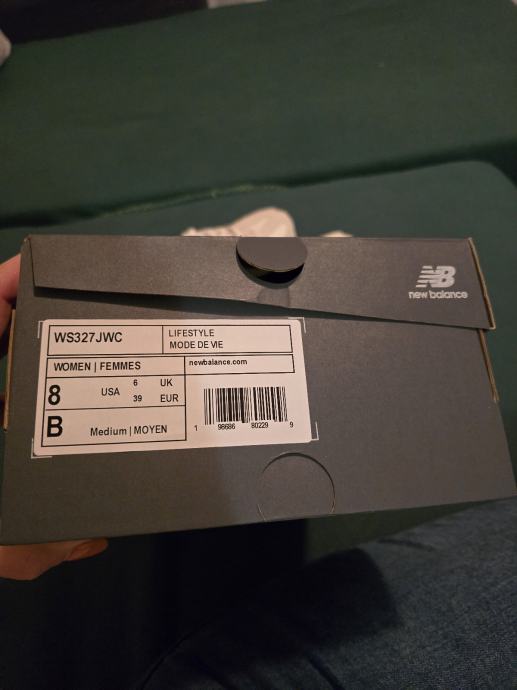 NB
new balance
WS327JWC
LIFESTYLE
MODE DE VIE
WOMEN | FEMMES
newbalance.com
8 USA 6 UK
39 EUR
B Medium | MOYEN
1 98686 80229 9